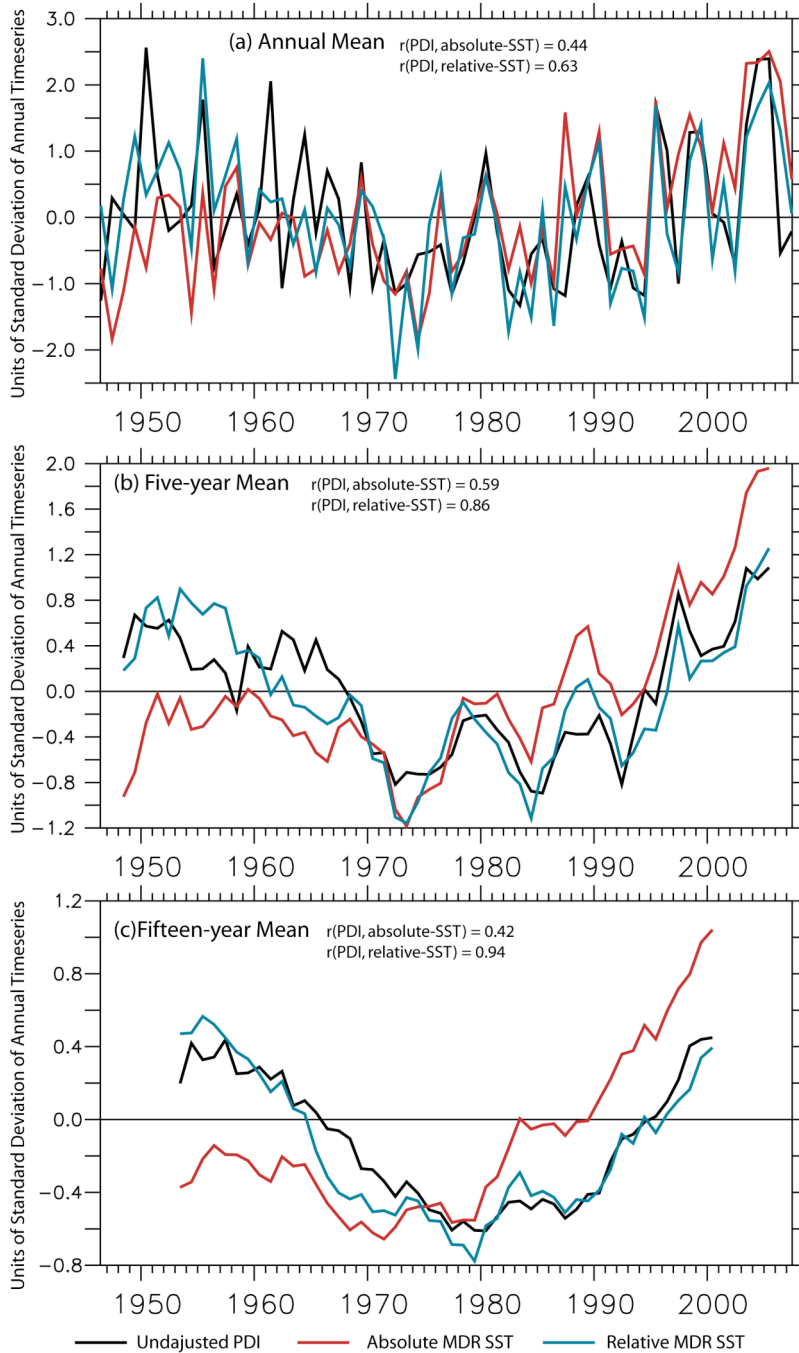 (a) Annual Mean
r(PDI, absolute-SST) = 0.44
r(PDI, relative-SST) = 0.63
Units of Standard Deviation of Annual Timeseries
3.0
2.0
1.0
0.0
−1.0
−2.0
1950 1960 1970 1980 1990 2000
(b) Five-year Mean
r(PDI, absolute-SST) = 0.59
r(PDI, relative-SST) = 0.86
Units of Standard Deviation of Annual Timeseries
2.0
1.6
1.2
0.8
0.4
0.0
−0.4
−0.8
−1.2
1950 1960 1970 1980 1990 2000
(c)Fifteen-year Mean
r(PDI, absolute-SST) = 0.42
r(PDI, relative-SST) = 0.94
Units of Standard Deviation of Annual Timeseries
1.2
0.8
0.4
0.0
−0.4
−0.8
1950 1960 1970 1980 1990 2000
Undajusted PDI Absolute MDR SST Relative MDR SST